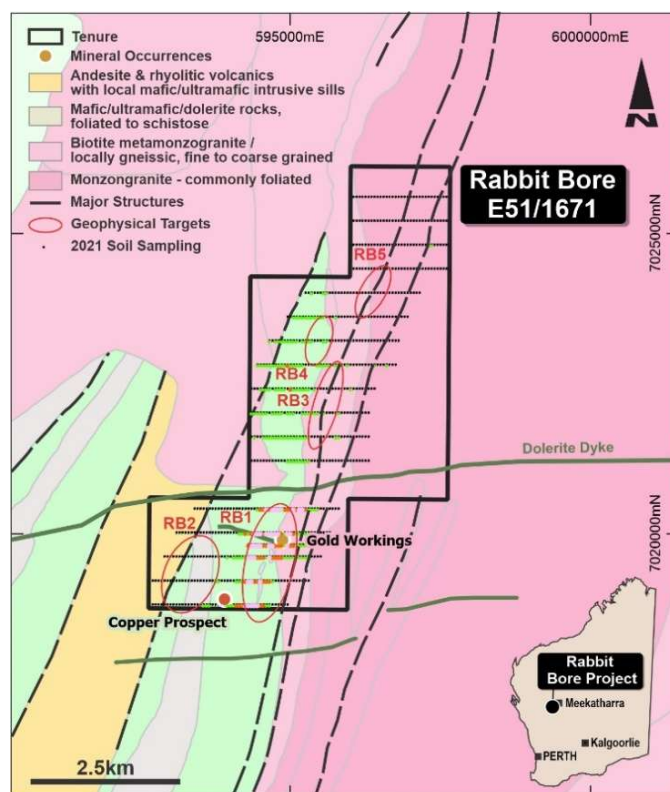 595000mE
6000000mE
Tenure
Mineral Occurrences
Andesite & rhyolitic volcanics
with local mafic/ultramafic intrusive sills
Mafic/ultramafic/dolerite rocks,
foliated to schistose
Biotite metamonzogranite /
locally gneissic, fine to coarse grained
Monzongranite - commonly foliated
Major Structures
Geophysical Targets
2021 Soil Sampling
N
Rabbit Bore
E51/1671
7025000mN
RB5
RB4
RB3
Dolerite Dyke
RB2
RB1
Gold Workings
7020000mN
Copper Prospect
Rabbit
Bore Project
Meekatharra
Kalgoorlie
PERTH
2.5km